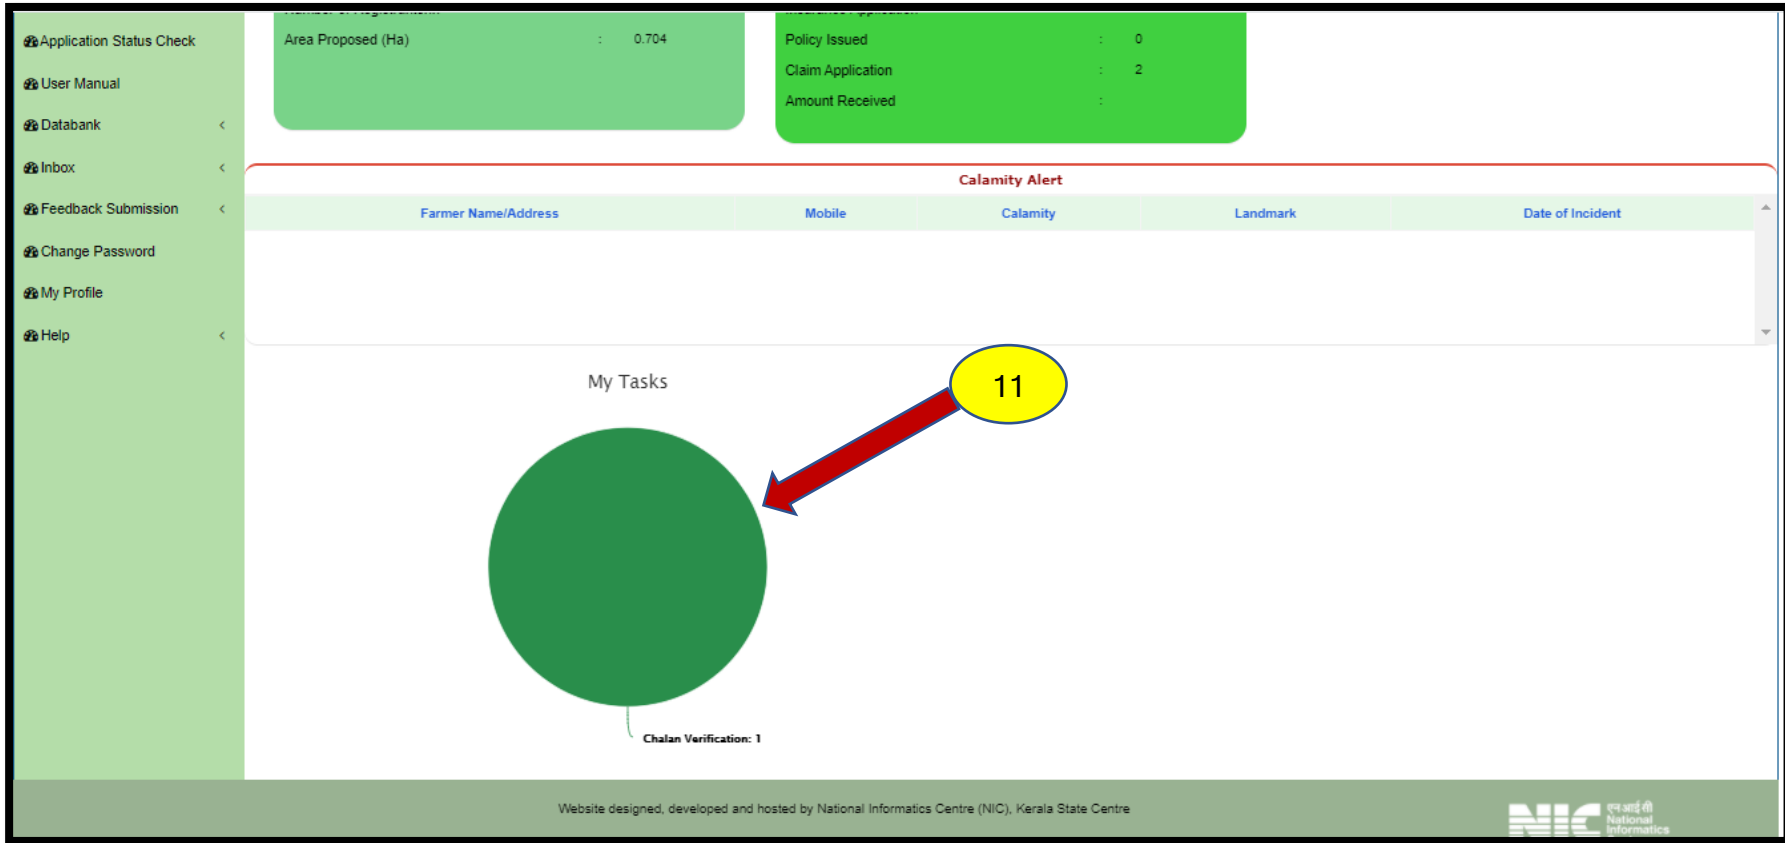 Application Status Check
User Manual
Databank
Inbox
Feedback Submission
Change Password
My Profile
Help
Area Proposed (Ha) : 0.704
Policy Issued : 0
Claim Application : 2
Amount Received :
Calamity Alert
Farmer Name/Address Mobile Calamity Landmark Date of Incident
My Tasks
11
Chalan Verification: 1
Website designed, developed and hosted by National Informatics Centre (NIC), Kerala State Centre
NIC
एन आई सी
National
Informatics